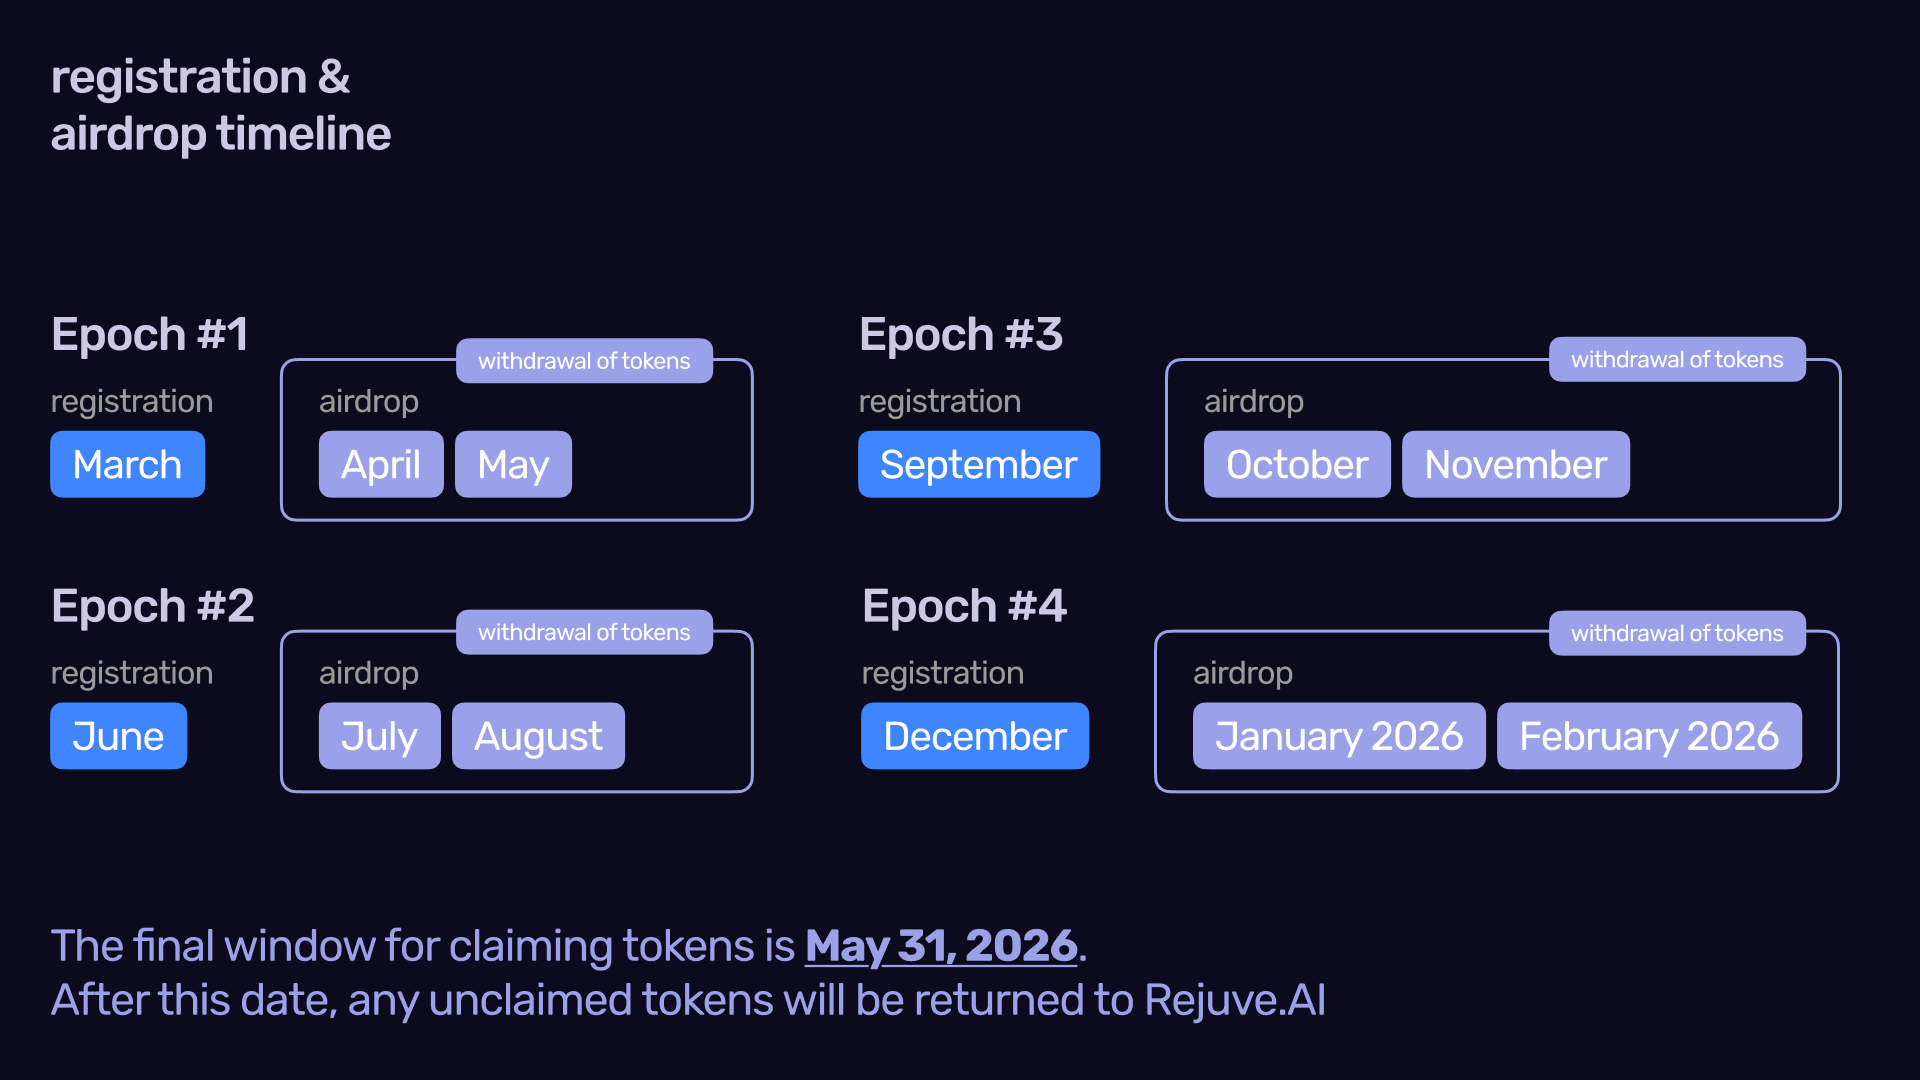 registration &
airdrop timeline
Epoch #1
withdrawal of tokens
registration
airdrop
March
April
May
Epoch #2
withdrawal of tokens
registration
airdrop
June
July
August
Epoch #3
withdrawal of tokens
registration
airdrop
September
October
November
Epoch #4
withdrawal of tokens
registration
airdrop
December
January 2026
February 2026
The final window for claiming tokens is May 31, 2026.
After this date, any unclaimed tokens will be returned to Rejuve.AI